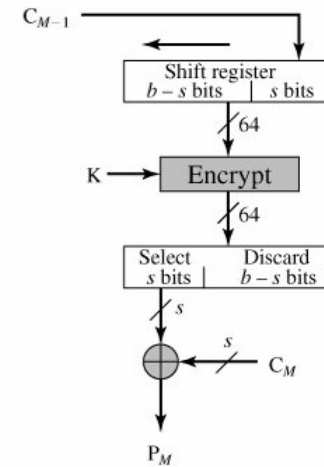 C_{M−1}
Shift register
b – s bits | s bits
64
K
Encrypt
64
Select Discard
s bits | b – s bits
s
s
C_M
P_M